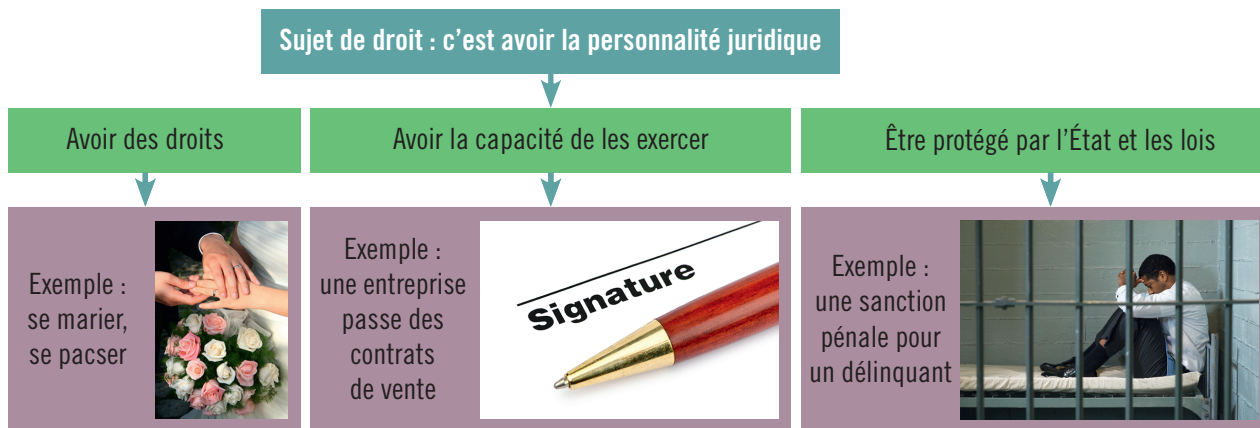 Sujet de droit : c’est avoir la personnalité juridique
Avoir des droits
Avoir la capacité de les exercer
Être protégé par l’État et les lois
Exemple :
se marier,
se pacser
Exemple :
une entreprise
passe des
contrats
de vente
Signature
Exemple :
une sanction
pénale pour
un délinquant